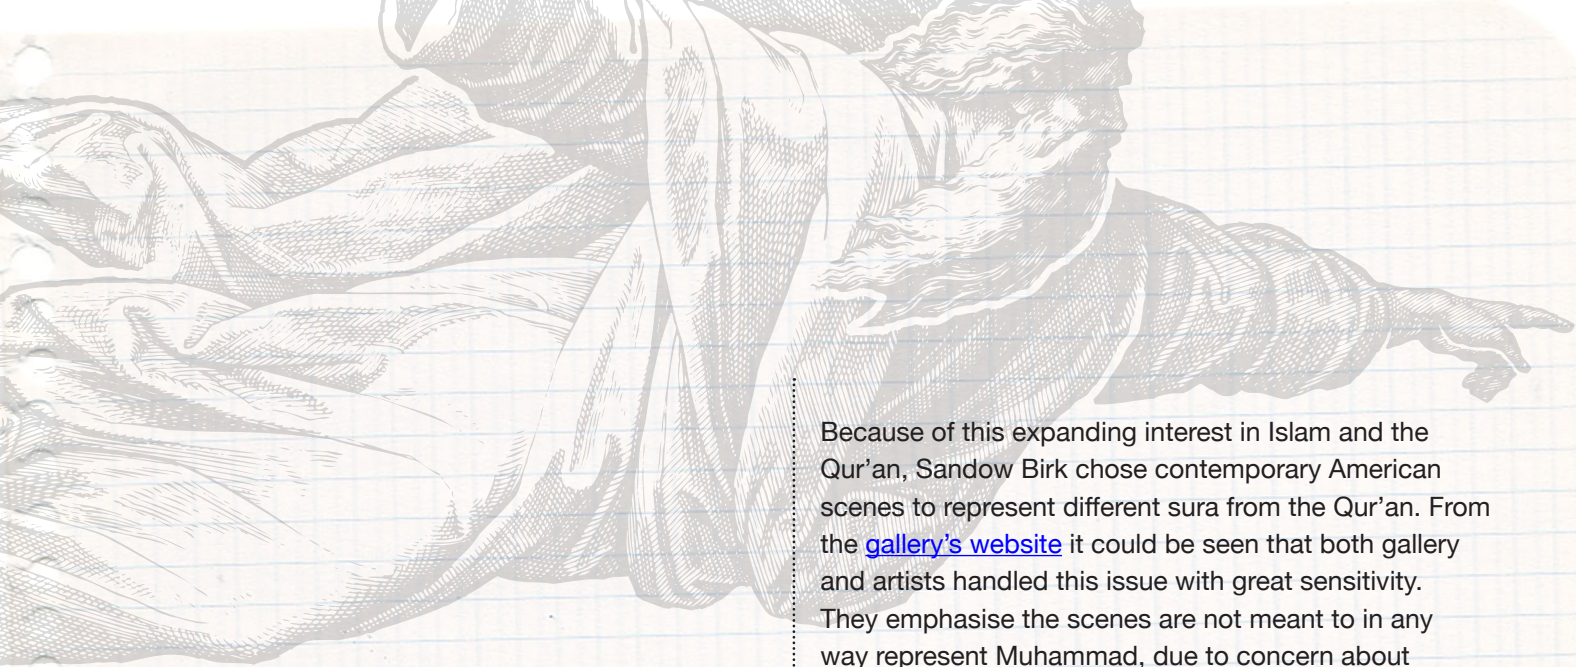 Because of this expanding interest in Islam and the
Qur’an, Sandow Birk chose contemporary American
scenes to represent different sura from the Qur’an. From
the gallery’s website it could be seen that both gallery
and artists handled this issue with great sensitivity.
They emphasise the scenes are not meant to in any
way represent Muhammad, due to concern about